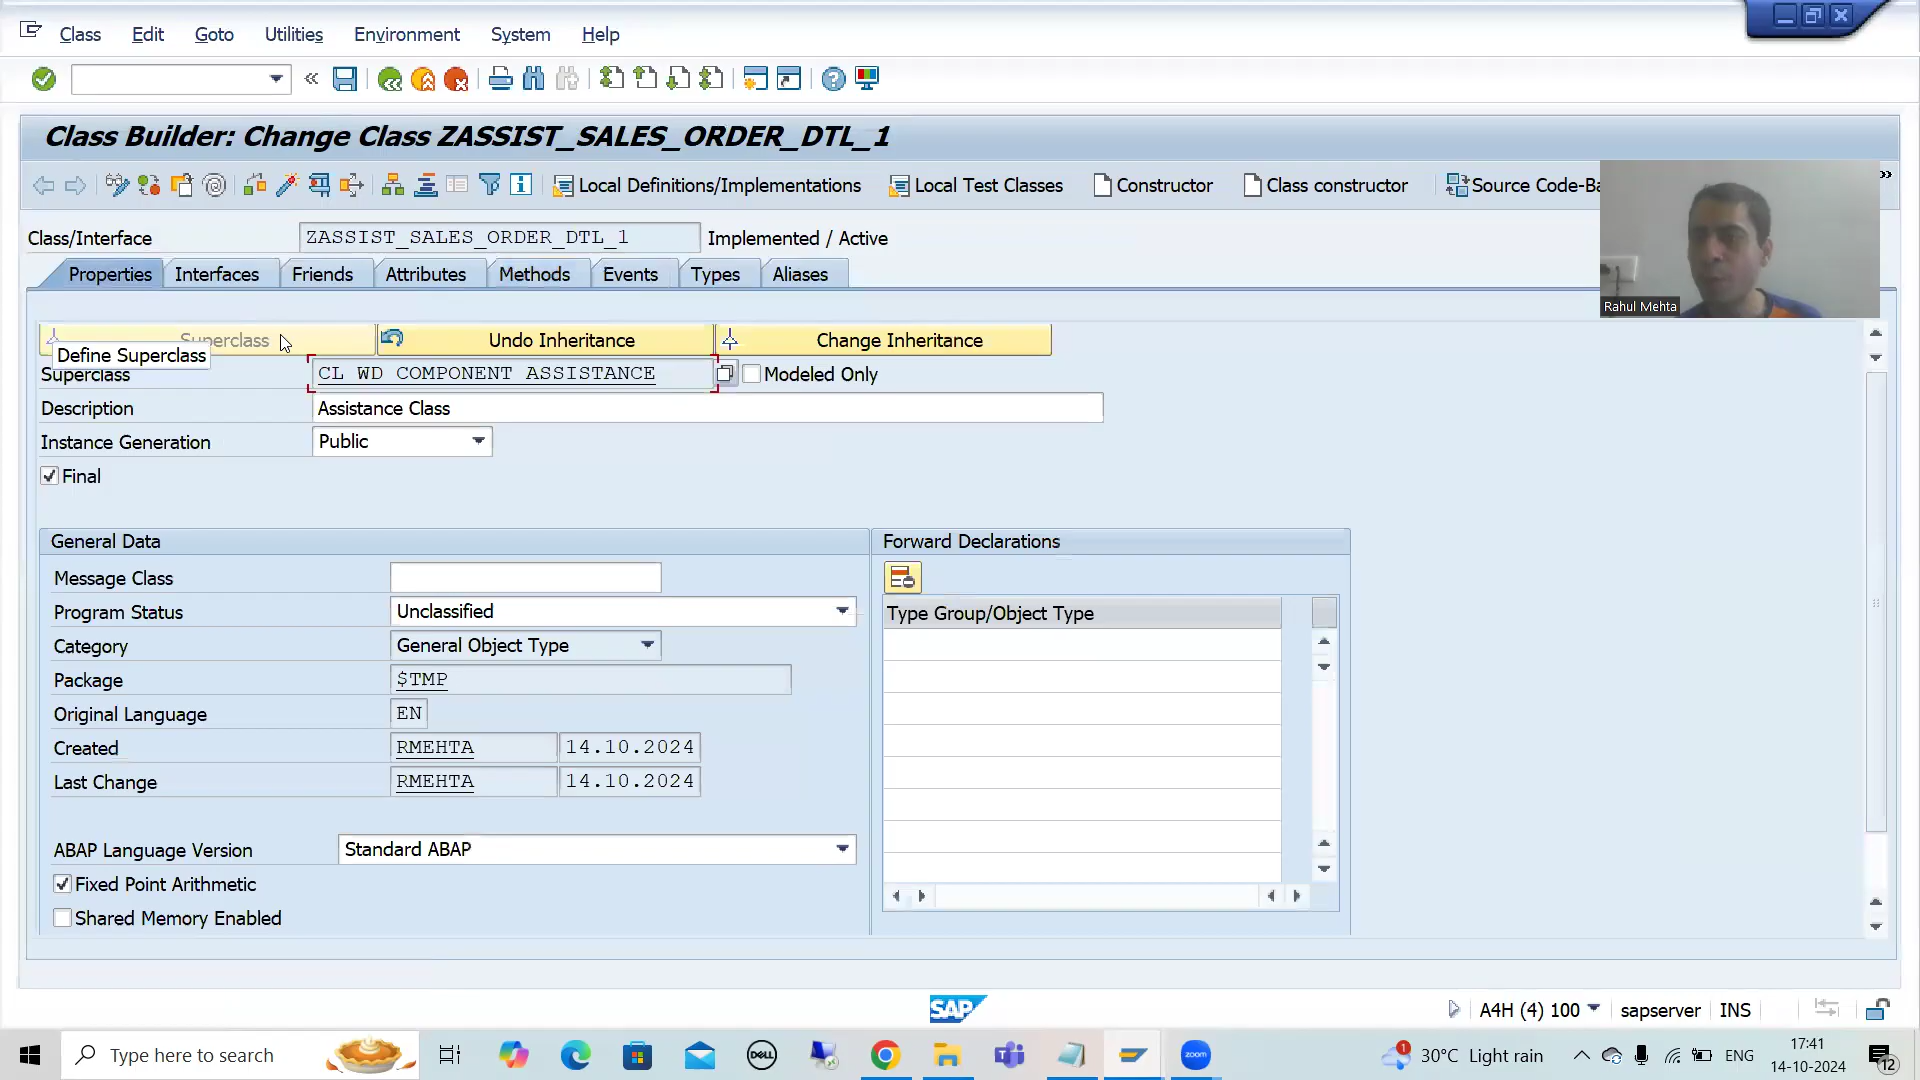 Class Edit Goto Utilities Environment System Help
«
Class Builder: Change Class ZASSIST_SALES_ORDER_DTL_1
Local Definitions/Implementations Local Test Classes Constructor Class constructor Source Code-Ba »
Class/Interface ZASSIST_SALES_ORDER_DTL_1 Implemented / Active
Properties Interfaces Friends Attributes Methods Events Types Aliases
Rahul Mehta
Superclass Undo Inheritance Change Inheritance
Define Superclass
Superclass CL_WD_COMPONENT_ASSISTANCE Modeled Only
Description Assistance Class
Instance Generation Public
Final
General Data Forward Declarations
Message Class
Program Status Unclassified Type Group/Object Type
Category General Object Type
Package $TMP
Original Language EN
Created RMEHTA 14.10.2024
Last Change RMEHTA 14.10.2024
ABAP Language Version Standard ABAP
Fixed Point Arithmetic
Shared Memory Enabled
SAP A4H (4) 100 sapserver INS
Type here to search DELL zoom 1 30°C Light rain ENG 17:41
14-10-2024 12